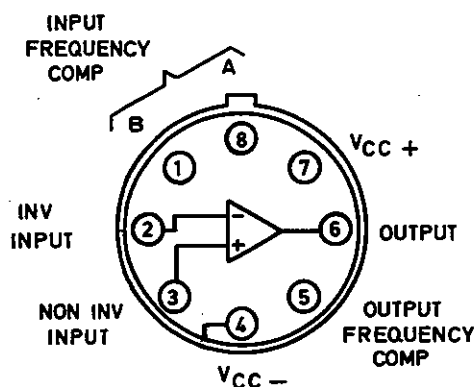 INPUT
FREQUENCY
COMP
A
B
8
1
7
VCC +
INV
INPUT
2
−
+
6
OUTPUT
NON INV
INPUT
3
4
5
OUTPUT
FREQUENCY
COMP
VCC −